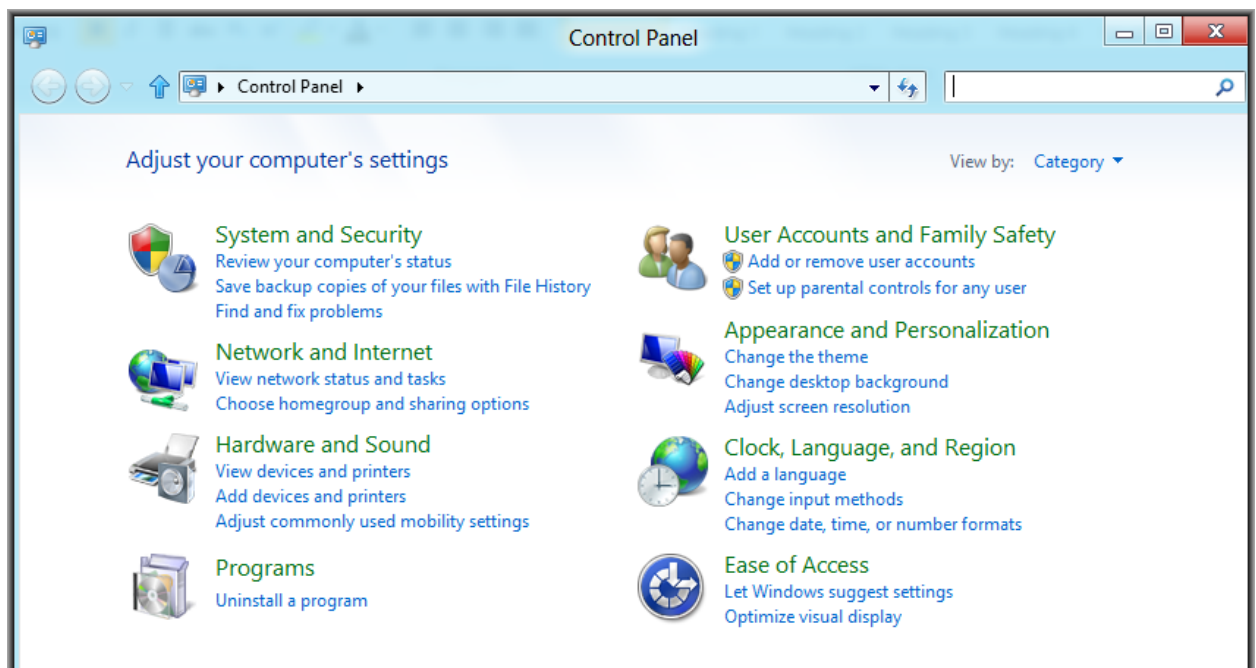 Control Panel
Control Panel
Adjust your computer's settings
View by: Category
System and Security
Review your computer's status
Save backup copies of your files with File History
Find and fix problems
Network and Internet
View network status and tasks
Choose homegroup and sharing options
Hardware and Sound
View devices and printers
Add devices and printers
Adjust commonly used mobility settings
Programs
Uninstall a program
User Accounts and Family Safety
Add or remove user accounts
Set up parental controls for any user
Appearance and Personalization
Change the theme
Change desktop background
Adjust screen resolution
Clock, Language, and Region
Add a language
Change input methods
Change date, time, or number formats
Ease of Access
Let Windows suggest settings
Optimize visual display